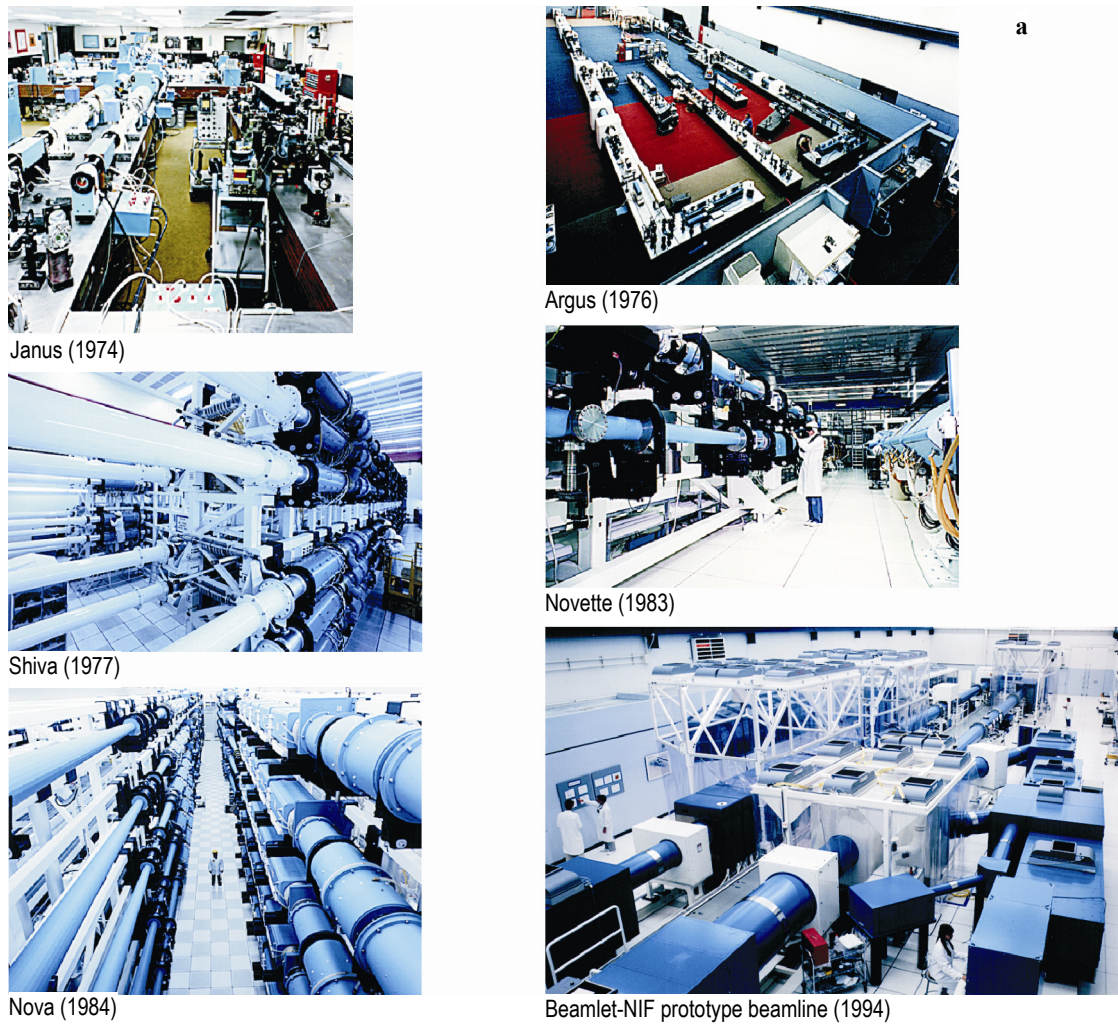 a
Janus (1974)
Argus (1976)
Shiva (1977)
Novette (1983)
Nova (1984)
Beamlet-NIF prototype beamline (1994)